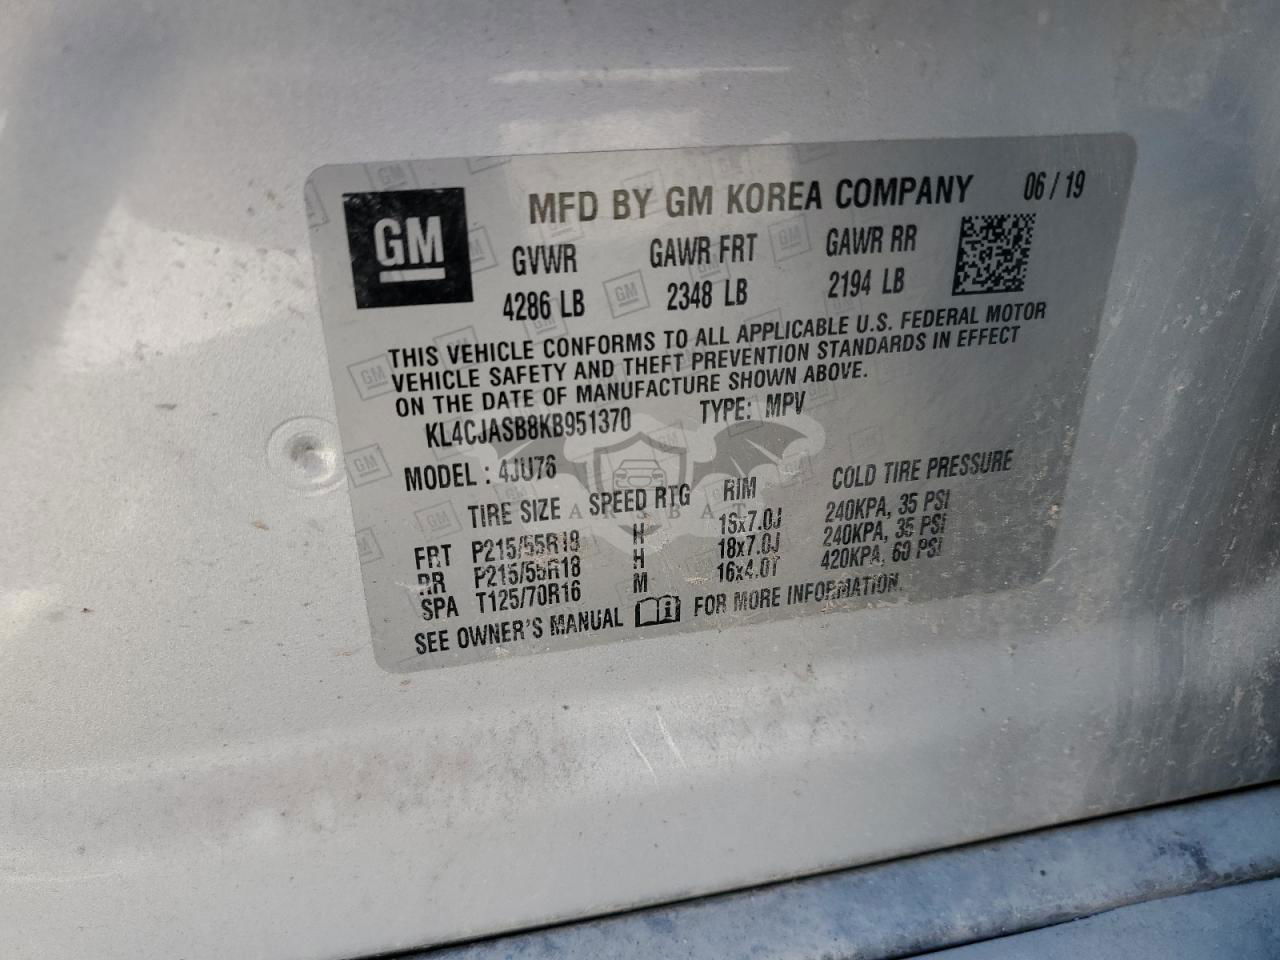 GM
MFD BY GM KOREA COMPANY 06/19
GVWR GAWR FRT GAWR RR
4286 LB 2348 LB 2194 LB
THIS VEHICLE CONFORMS TO ALL APPLICABLE U.S. FEDERAL MOTOR
VEHICLE SAFETY AND THEFT PREVENTION STANDARDS IN EFFECT
ON THE DATE OF MANUFACTURE SHOWN ABOVE.
KL4CJASB8KB951370 TYPE: MPV
MODEL: 4JU76
TIRE SIZE SPEED RTG RIM COLD TIRE PRESSURE
FRT P215/55R18 H 18x7.0J 240KPA, 35 PSI
RR P215/55R18 H 18x7.0J 240KPA, 35 PSI
SPA T125/70R16 M 16x4.0T 420KPA, 60 PSI
SEE OWNER'S MANUAL FOR MORE INFORMATION.